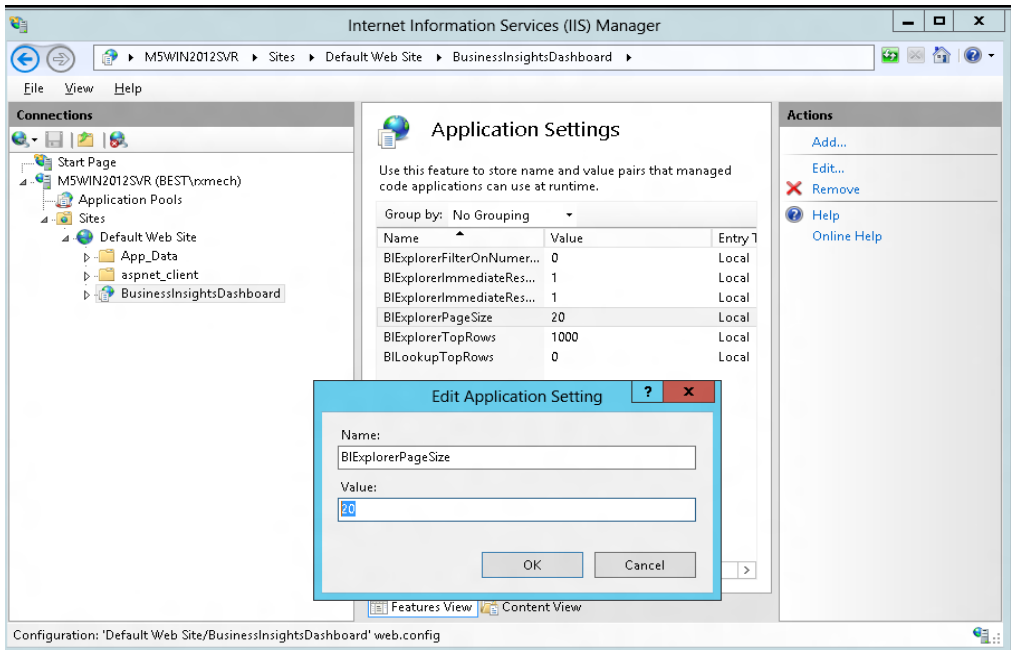 Internet Information Services (IIS) Manager
M5WIN2012SVR Sites Default Web Site BusinessInsightsDashboard
File View Help
Connections
Start Page
M5WIN2012SVR (BEST\rxmech)
Application Pools
Sites
Default Web Site
App_Data
aspnet_client
BusinessInsightsDashboard
Application Settings
Use this feature to store name and value pairs that managed
code applications can use at runtime.
Group by: No Grouping
Name Value Entry T
BIExplorerFilterOnNumer... 0 Local
BIExplorerImmediateRes... 1 Local
BIExplorerImmediateRes... 1 Local
BIExplorerPageSize 20 Local
BIExplorerTopRows 1000 Local
BILookupTopRows 0 Local
Edit Application Setting ? x
Name:
BIExplorerPageSize
Value:
20
OK Cancel
Features View Content View
Actions
Add...
Edit...
Remove
Help
Online Help
Configuration: 'Default Web Site/BusinessInsightsDashboard' web.config